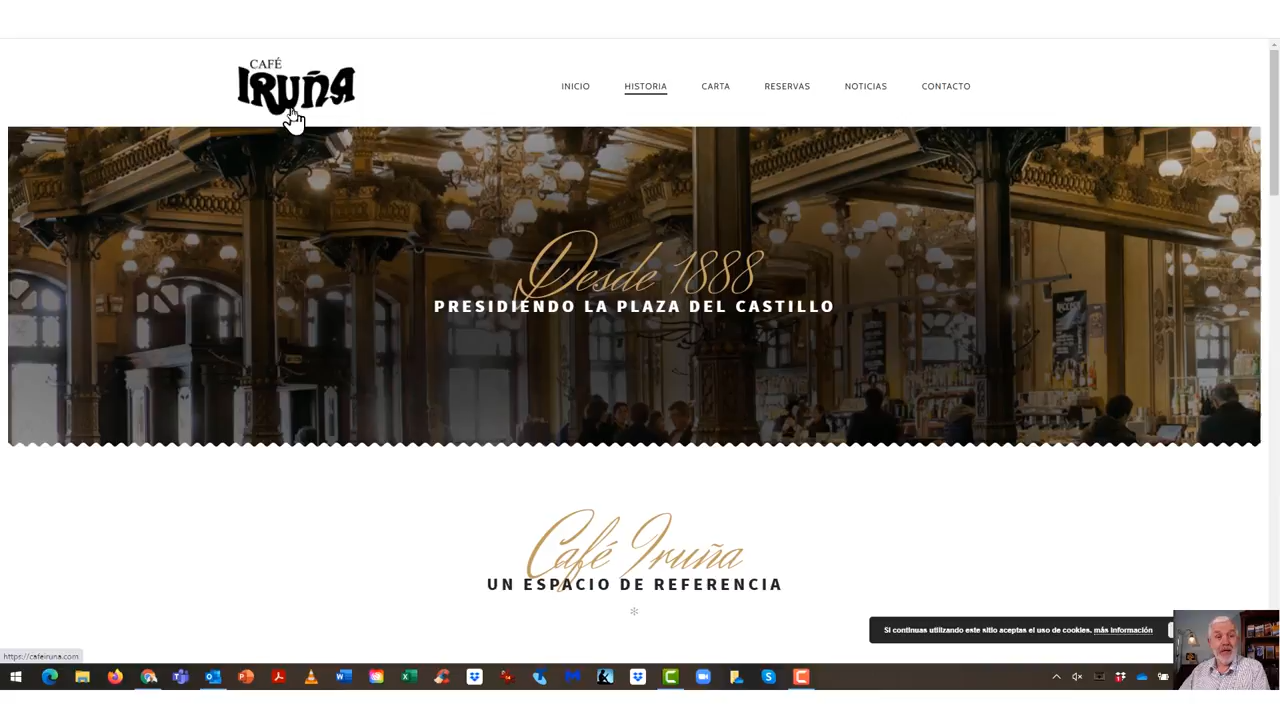 CAFÉ
IRUÑA
INICIO HISTORIA CARTA RESERVAS NOTICIAS CONTACTO
Desde 1888
PRESIDIENDO LA PLAZA DEL CASTILLO
Café Iruña
UN ESPACIO DE REFERENCIA
Si continuas utilizando este sitio aceptas el uso de cookies. más información
https://cafeiruna.com